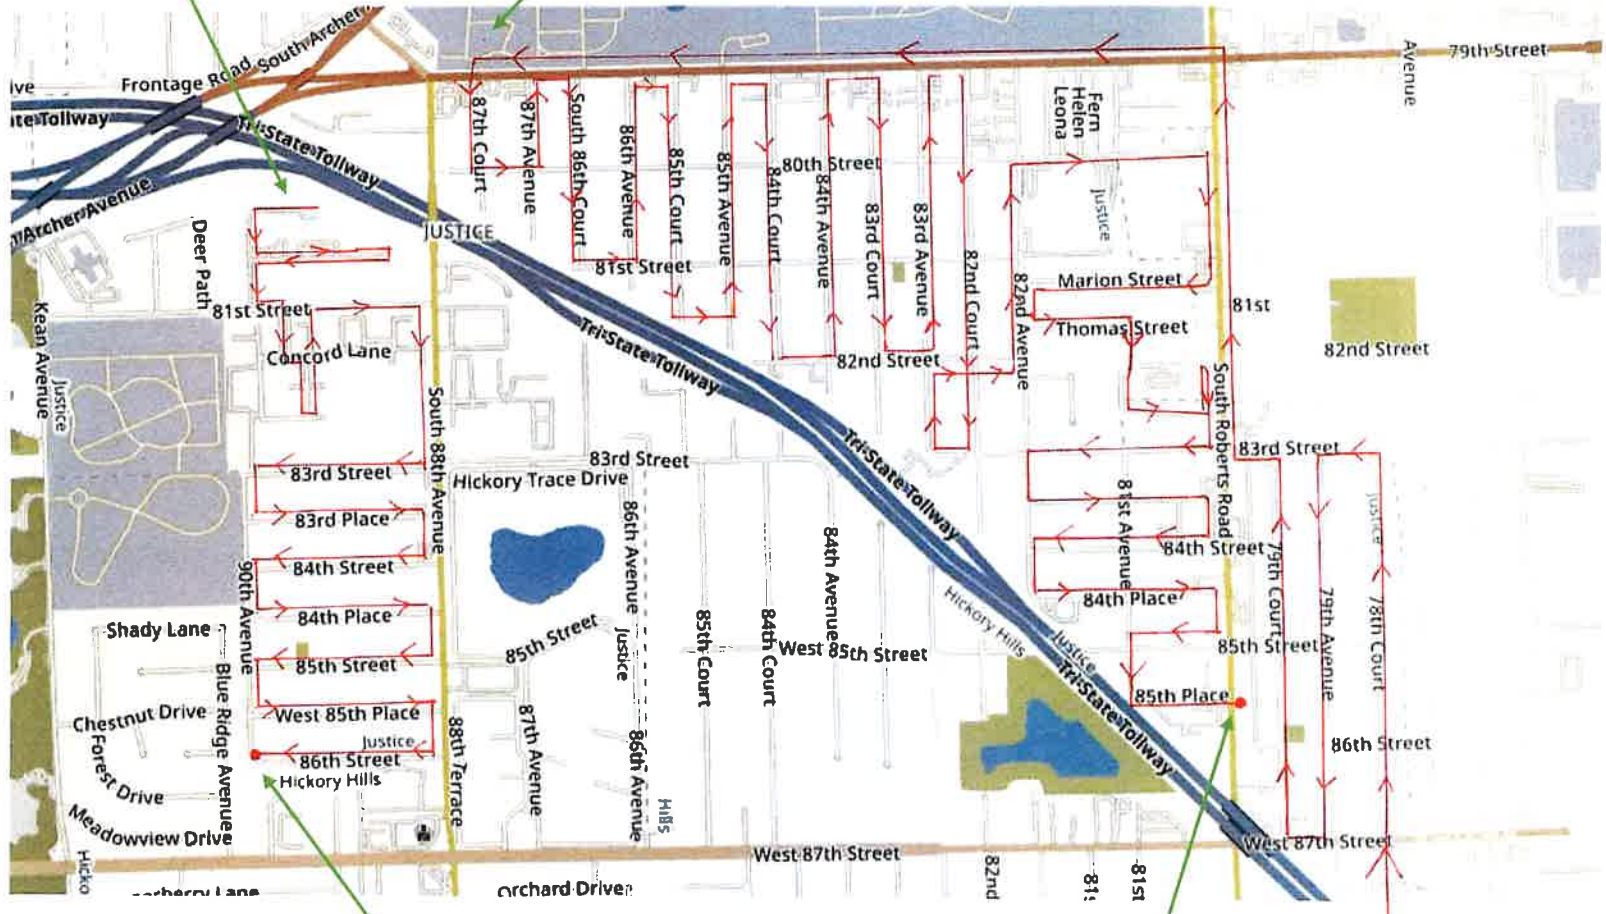 Frontage Road
South Archer
79th Street
Avenue
ive
ate Tollway
Tri-State Tollway
Archer Avenue
87th Court
87th Avenue
South 86th Court
86th Avenue
85th Court
85th Avenue
84th Court
80th Street
84th Avenue
83rd Court
83rd Avenue
82nd Court
82nd Avenue
Fern
Helen
Leona
Justice
JUSTICE
Deer Path
81st Street
81st Street
Marion Street
81st
Thomas Street
82nd Street
82nd Street
Kean Avenue
Justice
Concord Lane
Tri-State Tollway
South 88th Avenue
South Roberts Road
83rd Street
Hickory Trace Drive
83rd Street
Tri-State Tollway
83rd Street
83rd Place
84th Street
84th Place
85th Street
West 85th Place
Justice
86th Street
Hickory Hills
90th Avenue
Shady Lane
Blue Ridge Avenue
Chestnut Drive
Forest Drive
Meadowview Drive
Hicko
86th Avenue
Justice
85th Street
85th Court
84th Court
84th Avenue
West 85th Street
88th Terrace
87th Avenue
86th Avenue
Hills
Hickory Hills
Justice
Tri-State Tollway
81st Avenue
84th Street
84th Place
85th Street
85th Place
79th Court
79th Avenue
78th Court
Justice
86th Street
West 87th Street
West 87th Street
Orchard Drive
82nd
81s
81st